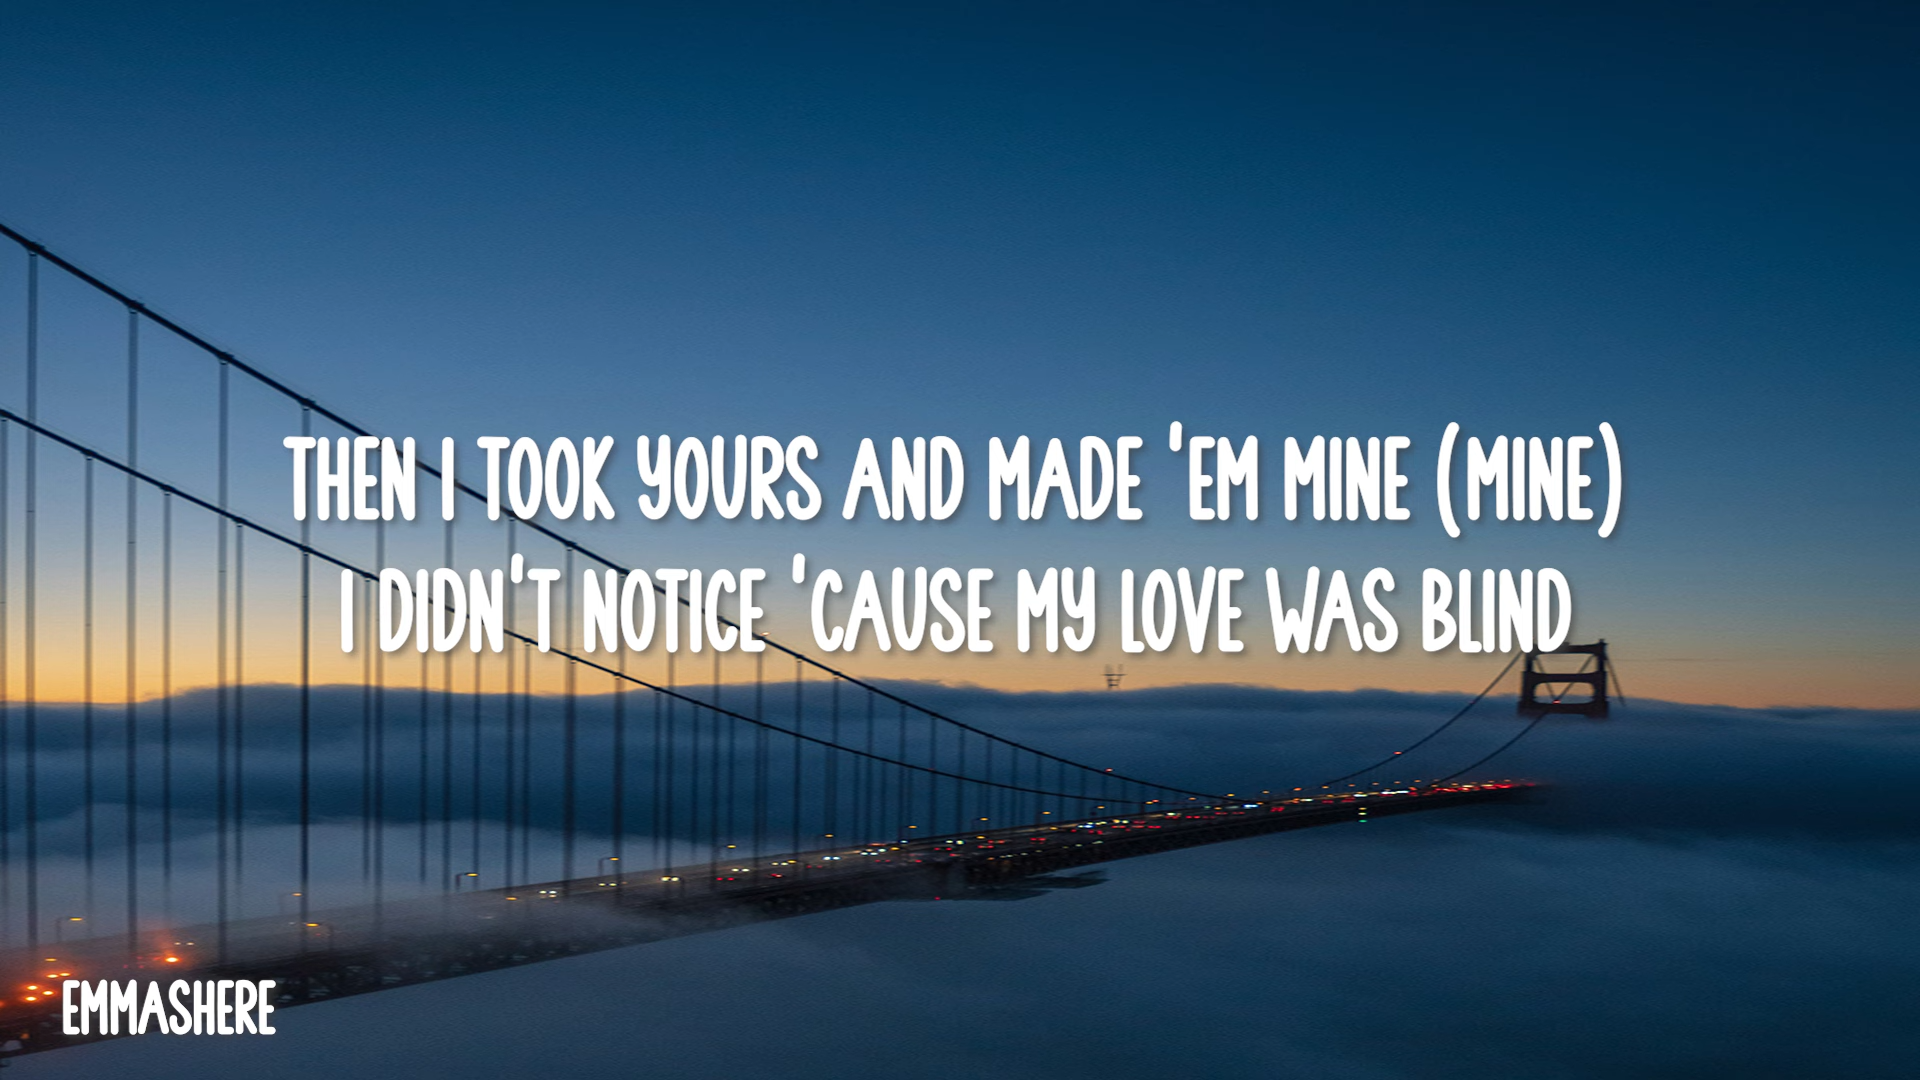 THEN I TOOK YOURS AND MADE 'EM MINE (MINE)
I DIDN'T NOTICE 'CAUSE MY LOVE WAS BLIND
EMMASHERE